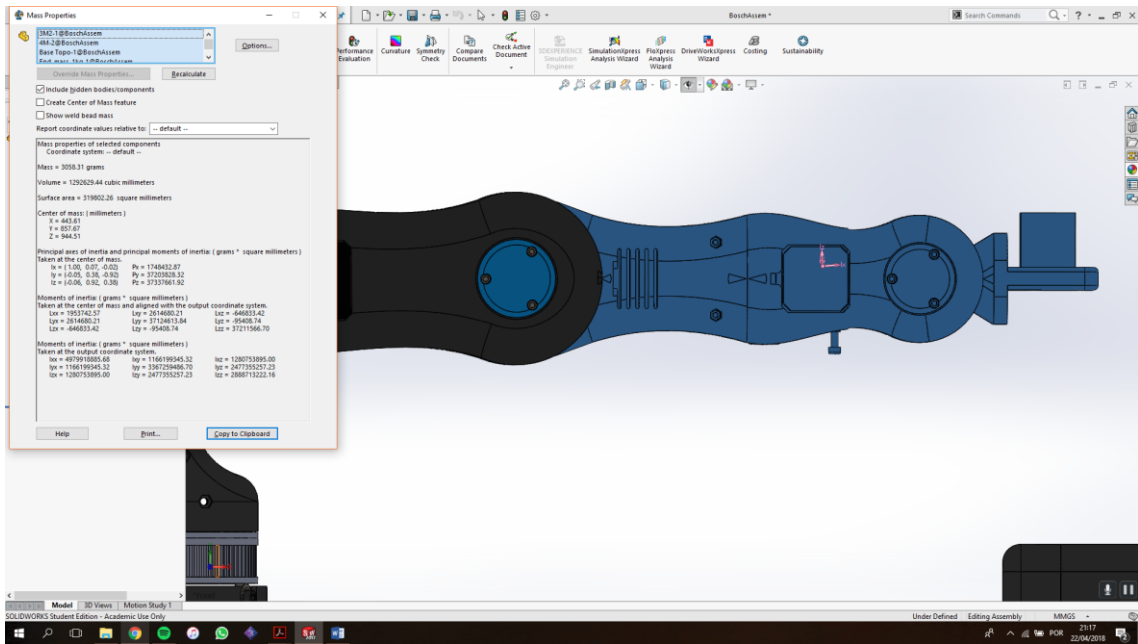 Mass Properties
BoschAssem *
Search Commands
3M2-1@BoschAssem
4M-2@BoschAssem
Base Topo-1@BoschAssem
End_mass_1kg-1@BoschAssem
Options...
Override Mass Properties...
Recalculate
Include hidden bodies/components
Create Center of Mass feature
Show weld bead mass
Report coordinate values relative to: -- default --
Performance Evaluation
Curvature
Symmetry Check
Compare Documents
Check Active Document
3DEXPERIENCE Simulation Engineer
SimulationXpress Analysis Wizard
FloXpress Analysis Wizard
DriveWorksXpress Wizard
Costing
Sustainability
Mass properties of selected components
Coordinate system: -- default --
Mass = 3058.31 grams
Volume = 1292629.44 cubic millimeters
Surface area = 319802.26 square millimeters
Center of mass: ( millimeters )
X = 443.61
Y = 857.67
Z = 944.51
Principal axes of inertia and principal moments of inertia: ( grams * square millimeters )
Taken at the center of mass.
Ix = ( 1.00, 0.07, -0.02) Px = 1748432.87
Iy = (-0.05, 0.38, -0.92) Py = 37203828.32
Iz = (-0.06, 0.92, 0.38) Pz = 37337661.92
Moments of inertia: ( grams * square millimeters )
Taken at the center of mass and aligned with the output coordinate system.
Lxx = 1953742.57 Lxy = 2614680.21 Lxz = -646833.42
Lyx = 2614680.21 Lyy = 37124613.84 Lyz = -95408.74
Lzx = -646833.42 Lzy = -95408.74 Lzz = 37211566.70
Moments of inertia: ( grams * square millimeters )
Taken at the output coordinate system.
Ixx = 4979918885.68 Ixy = 1166199345.32 Ixz = 1280753895.00
Iyx = 1166199345.32 Iyy = 3367259486.70 Iyz = 2477355257.23
Izx = 1280753895.00 Izy = 2477355257.23 Izz = 2888713222.16
Help
Print...
Copy to Clipboard
Model
3D Views
Motion Study 1
SOLIDWORKS Student Edition - Academic Use Only
Under Defined
Editing Assembly
MMGS
POR
21:17
22/04/2018